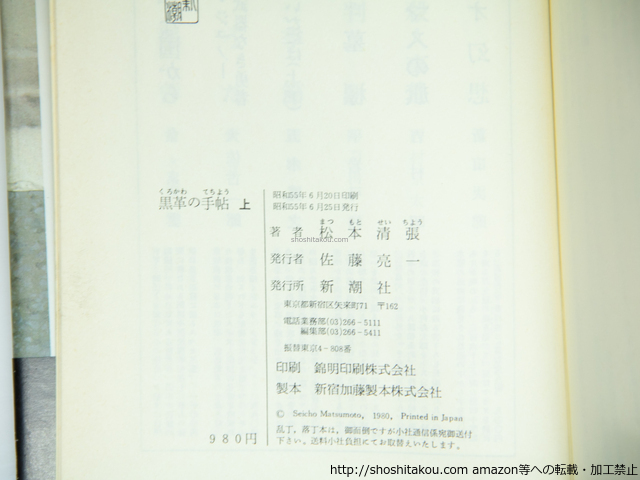 くろかわ てちょう
黒革の手帖 上
昭和55年6月20日印刷
昭和55年6月25日発行
まつ もと せい ちょう
著者 松本清張
shoshitakou.com
発行者 佐藤亮一
発行所 新潮社
東京都新宿区矢来町71 〒162
電話業務部(03)266-5111
編集部(03)266-5411
振替東京4-808番
印刷 錦明印刷株式会社
製本 新宿加藤製本株式会社
© Seicho Matsumoto, 1980, Printed in Japan
乱丁、落丁本は、御面倒ですが小社通信係宛御送付
下さい。送料小社負担にてお取替えいたします。
980円
http://shoshitakou.com amazon等への転載・加工禁止